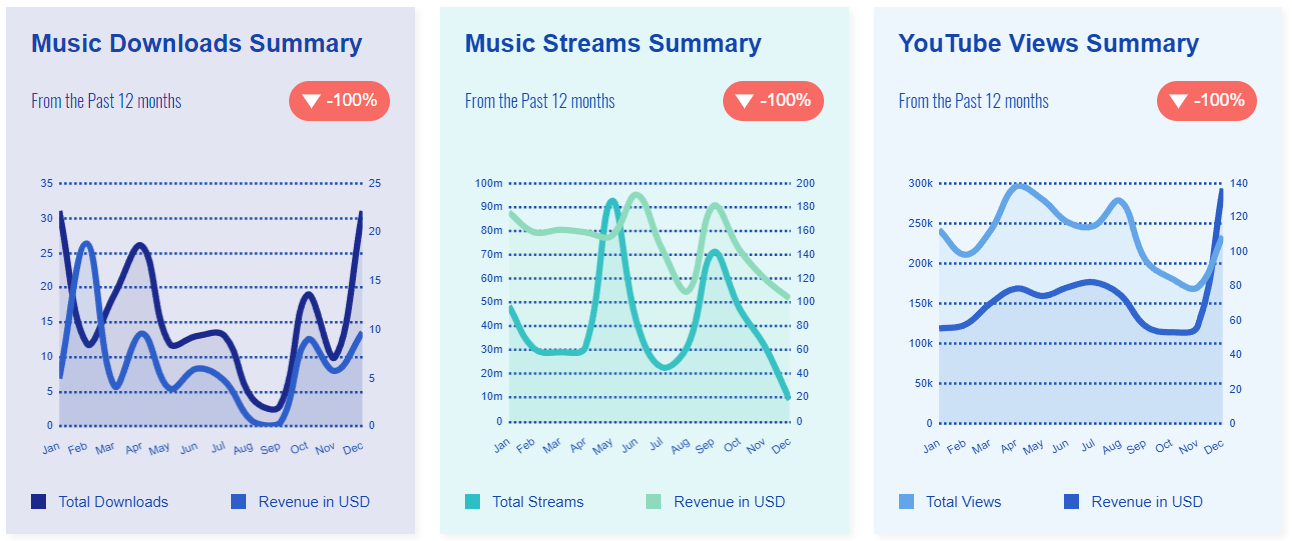 Music Downloads Summary
From the Past 12 months
▼ -100%
35 25
30
20
25
20 15
15
10
10
5
5
0 0
Jan Feb Mar Apr May Jun Jul Aug Sep Oct Nov Dec
Total Downloads Revenue in USD
Music Streams Summary
From the Past 12 months
▼ -100%
100m 200
90m 180
80m 160
70m 140
60m 120
50m 100
40m 80
30m 60
20m 40
10m 20
0 0
Jan Feb Mar Apr May Jun Jul Aug Sep Oct Nov Dec
Total Streams Revenue in USD
YouTube Views Summary
From the Past 12 months
▼ -100%
300k 140
120
250k
100
200k
80
150k
60
100k
40
50k
20
0 0
Jan Feb Mar Apr May Jun Jul Aug Sep Oct Nov Dec
Total Views Revenue in USD